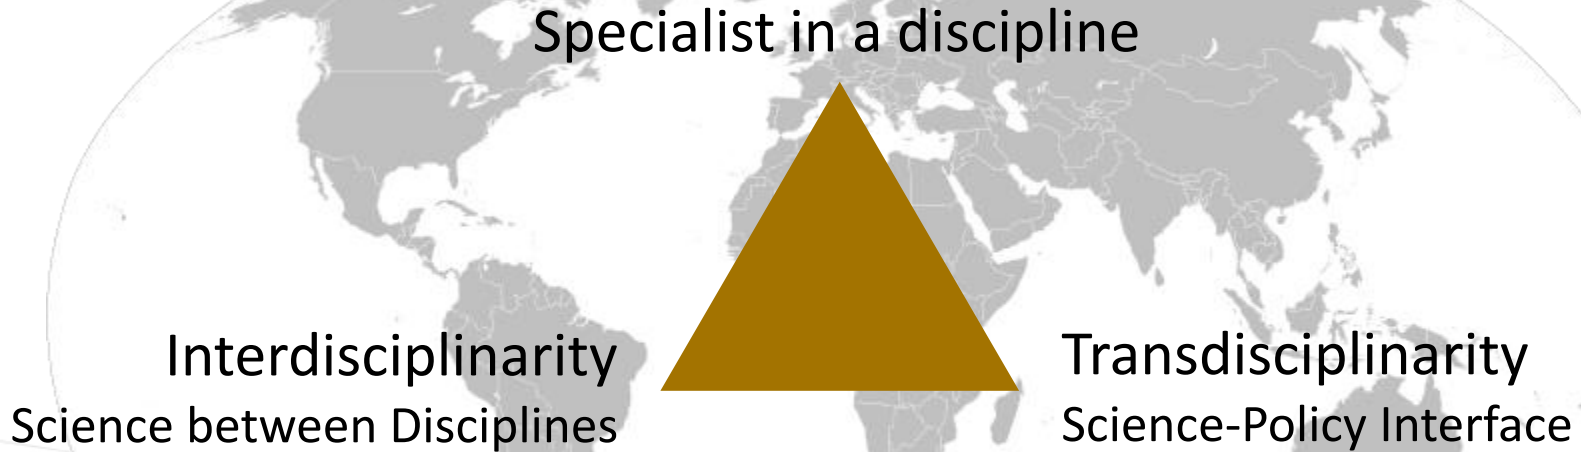 Specialist in a discipline
Interdisciplinarity
Science between Disciplines
Transdisciplinarity
Science-Policy Interface